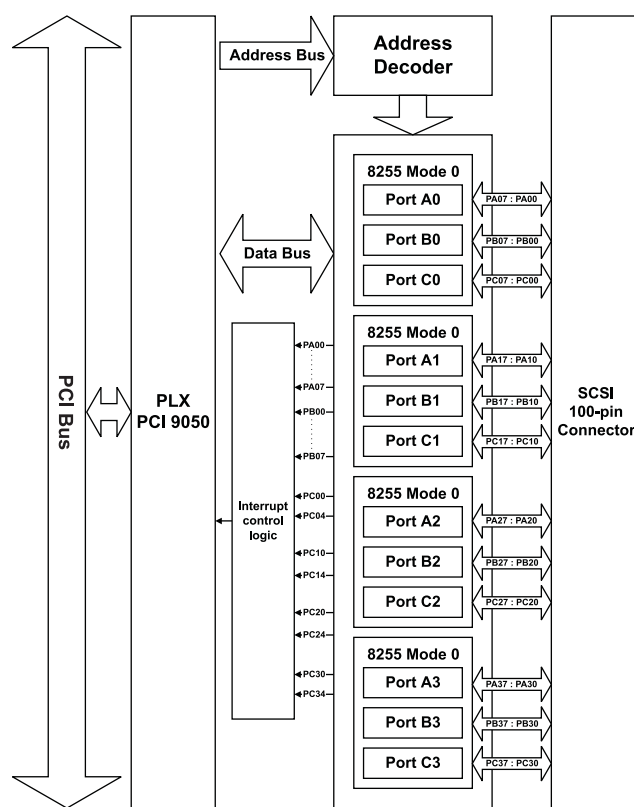 Address Bus
Address
Decoder
8255 Mode 0
Port A0
PA07 : PA00
Port B0
PB07 : PB00
Data Bus
Port C0
PC07 : PC00
8255 Mode 0
PA00
Port A1
PA17 : PA10
PA07
Port B1
PB17 : PB10
PB00
Port C1
PC17 : PC10
PB07
PCI Bus
PLX
PCI 9050
SCSI
100-pin
Connector
8255 Mode 0
PC00
Interrupt
control
logic
PC04
Port A2
PA27 : PA20
PC10
Port B2
PB27 : PB20
PC14
Port C2
PC27 : PC20
PC20
PC24
8255 Mode 0
PC30
Port A3
PA37 : PA30
PC34
Port B3
PB37 : PB30
Port C3
PC37 : PC30